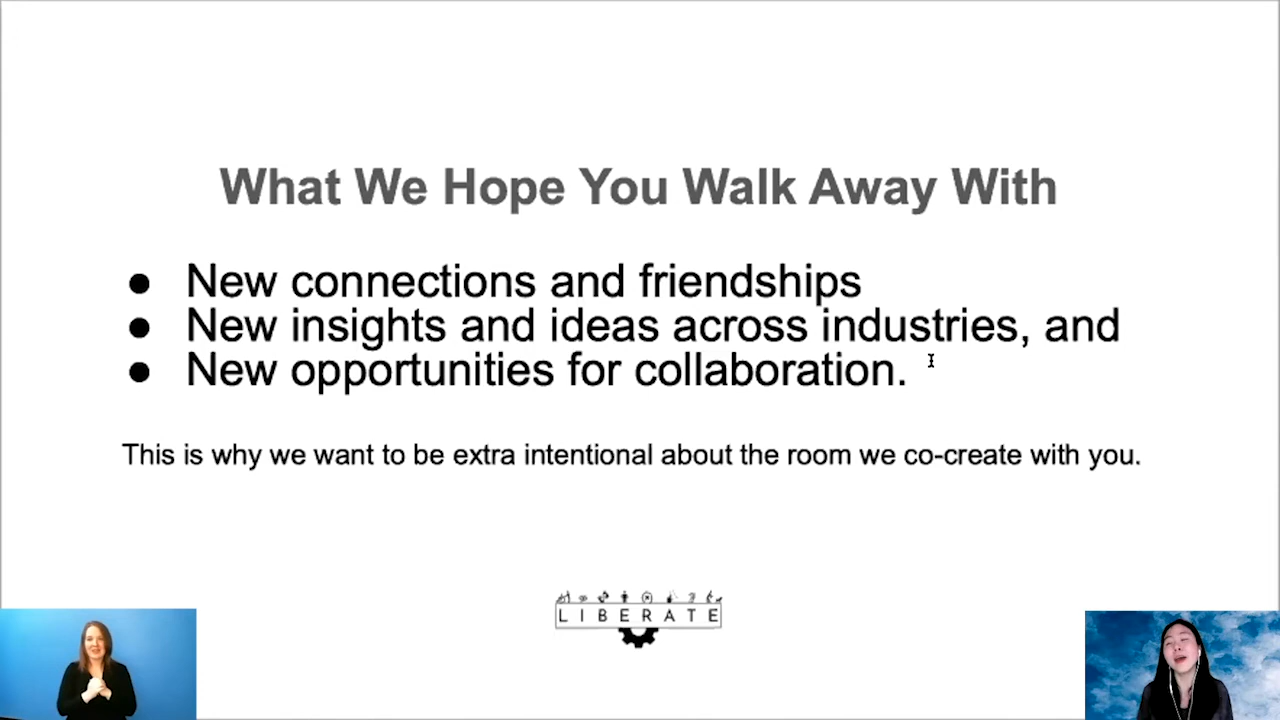 What We Hope You Walk Away With
● New connections and friendships
● New insights and ideas across industries, and
● New opportunities for collaboration.
This is why we want to be extra intentional about the room we co-create with you.
LIBERATE